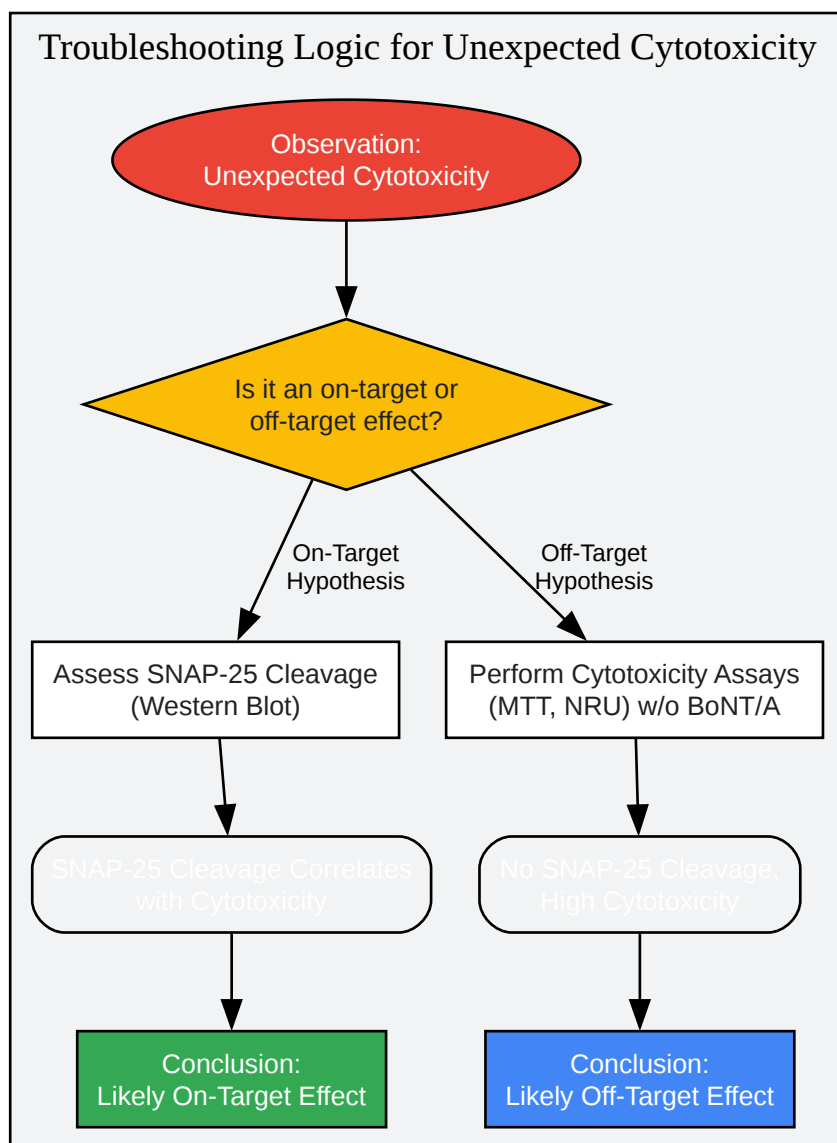 Troubleshooting Logic for Unexpected Cytotoxicity
Observation:
Unexpected Cytotoxicity
Is it an on-target or
off-target effect?
On-Target
Hypothesis
Off-Target
Hypothesis
Assess SNAP-25 Cleavage
(Western Blot)
Perform Cytotoxicity Assays
(MTT, NRU) w/o BoNT/A
SNAP-25 Cleavage Correlates
with Cytotoxicity
No SNAP-25 Cleavage,
High Cytotoxicity
Conclusion:
Likely On-Target Effect
Conclusion:
Likely Off-Target Effect